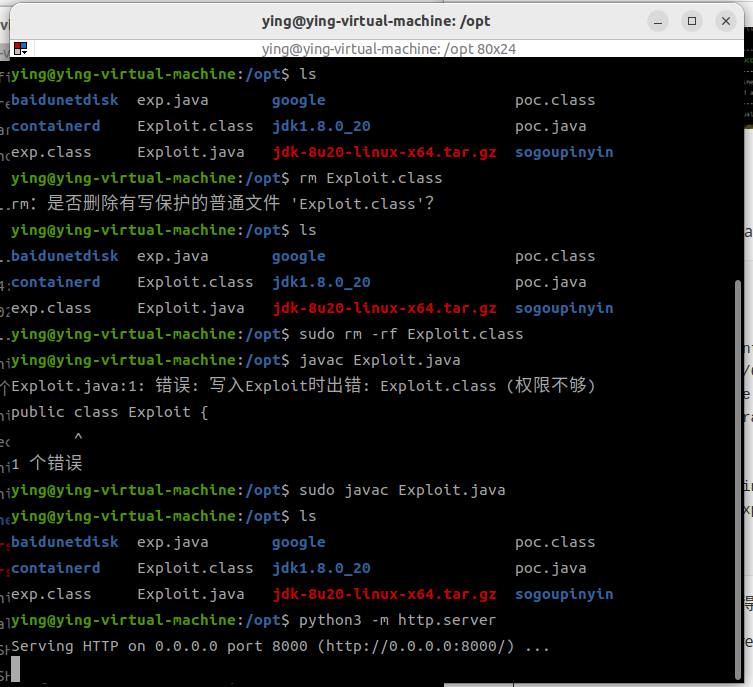 ying@ying-virtual-machine: /opt
ying@ying-virtual-machine: /opt 80x24
ying@ying-virtual-machine:/opt$ ls
baidunetdisk exp.java google poc.class
containerd Exploit.class jdk1.8.0_20 poc.java
exp.class Exploit.java jdk-8u20-linux-x64.tar.gz sogoupinyin
ying@ying-virtual-machine:/opt$ rm Exploit.class
rm：是否删除有写保护的普通文件 'Exploit.class'？
ying@ying-virtual-machine:/opt$ ls
baidunetdisk exp.java google poc.class
containerd Exploit.class jdk1.8.0_20 poc.java
exp.class Exploit.java jdk-8u20-linux-x64.tar.gz sogoupinyin
ying@ying-virtual-machine:/opt$ sudo rm -rf Exploit.class
ying@ying-virtual-machine:/opt$ javac Exploit.java
Exploit.java:1: 错误: 写入Exploit时出错: Exploit.class (权限不够)
public class Exploit {
^
1 个错误
ying@ying-virtual-machine:/opt$ sudo javac Exploit.java
ying@ying-virtual-machine:/opt$ ls
baidunetdisk exp.java google poc.class
containerd Exploit.class jdk1.8.0_20 poc.java
exp.class Exploit.java jdk-8u20-linux-x64.tar.gz sogoupinyin
ying@ying-virtual-machine:/opt$ python3 -m http.server
Serving HTTP on 0.0.0.0 port 8000 (http://0.0.0.0:8000/) ...